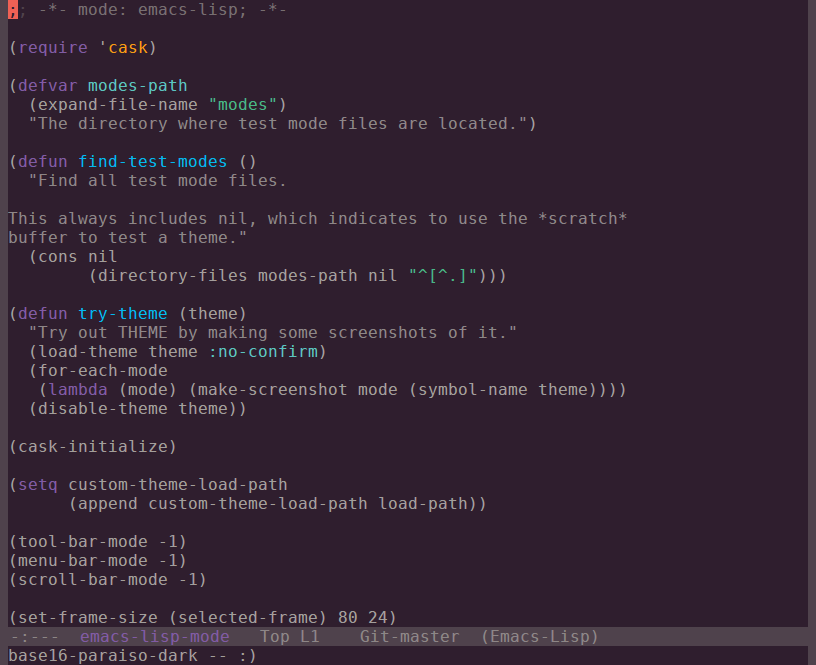 ;; -*- mode: emacs-lisp; -*-

(require 'cask)

(defvar modes-path
  (expand-file-name "modes")
  "The directory where test mode files are located.")

(defun find-test-modes ()
  "Find all test mode files.

This always includes nil, which indicates to use the *scratch*
buffer to test a theme."
  (cons nil
        (directory-files modes-path nil "^[^.]")))

(defun try-theme (theme)
  "Try out THEME by making some screenshots of it."
  (load-theme theme :no-confirm)
  (for-each-mode
   (lambda (mode) (make-screenshot mode (symbol-name theme))))
  (disable-theme theme))

(cask-initialize)

(setq custom-theme-load-path
      (append custom-theme-load-path load-path))

(tool-bar-mode -1)
(menu-bar-mode -1)
(scroll-bar-mode -1)

(set-frame-size (selected-frame) 80 24)
-:---  emacs-lisp-mode   Top L1    Git-master  (Emacs-Lisp)
base16-paraiso-dark -- :)